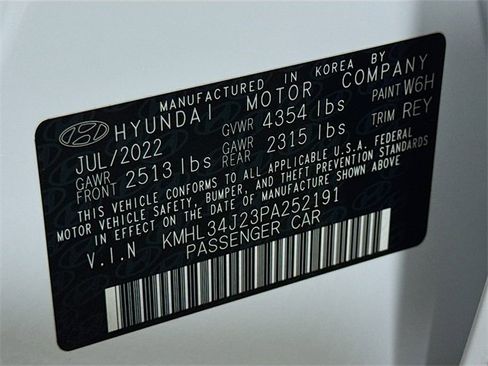 MANUFACTURED IN KOREA BY
HYUNDAI MOTOR COMPANY
JUL/2022 GVWR 4354 lbs PAINT W6H
GAWR FRONT 2513 lbs GAWR REAR 2315 lbs TRIM REY
THIS VEHICLE CONFORMS TO ALL APPLICABLE U.S.A. FEDERAL
MOTOR VEHICLE SAFETY, BUMPER, AND THEFT PREVENTION STANDARDS
IN EFFECT ON THE DATE OF MANUFACTURE SHOWN ABOVE
V.I.N KMHL34J23PA252191
PASSENGER CAR